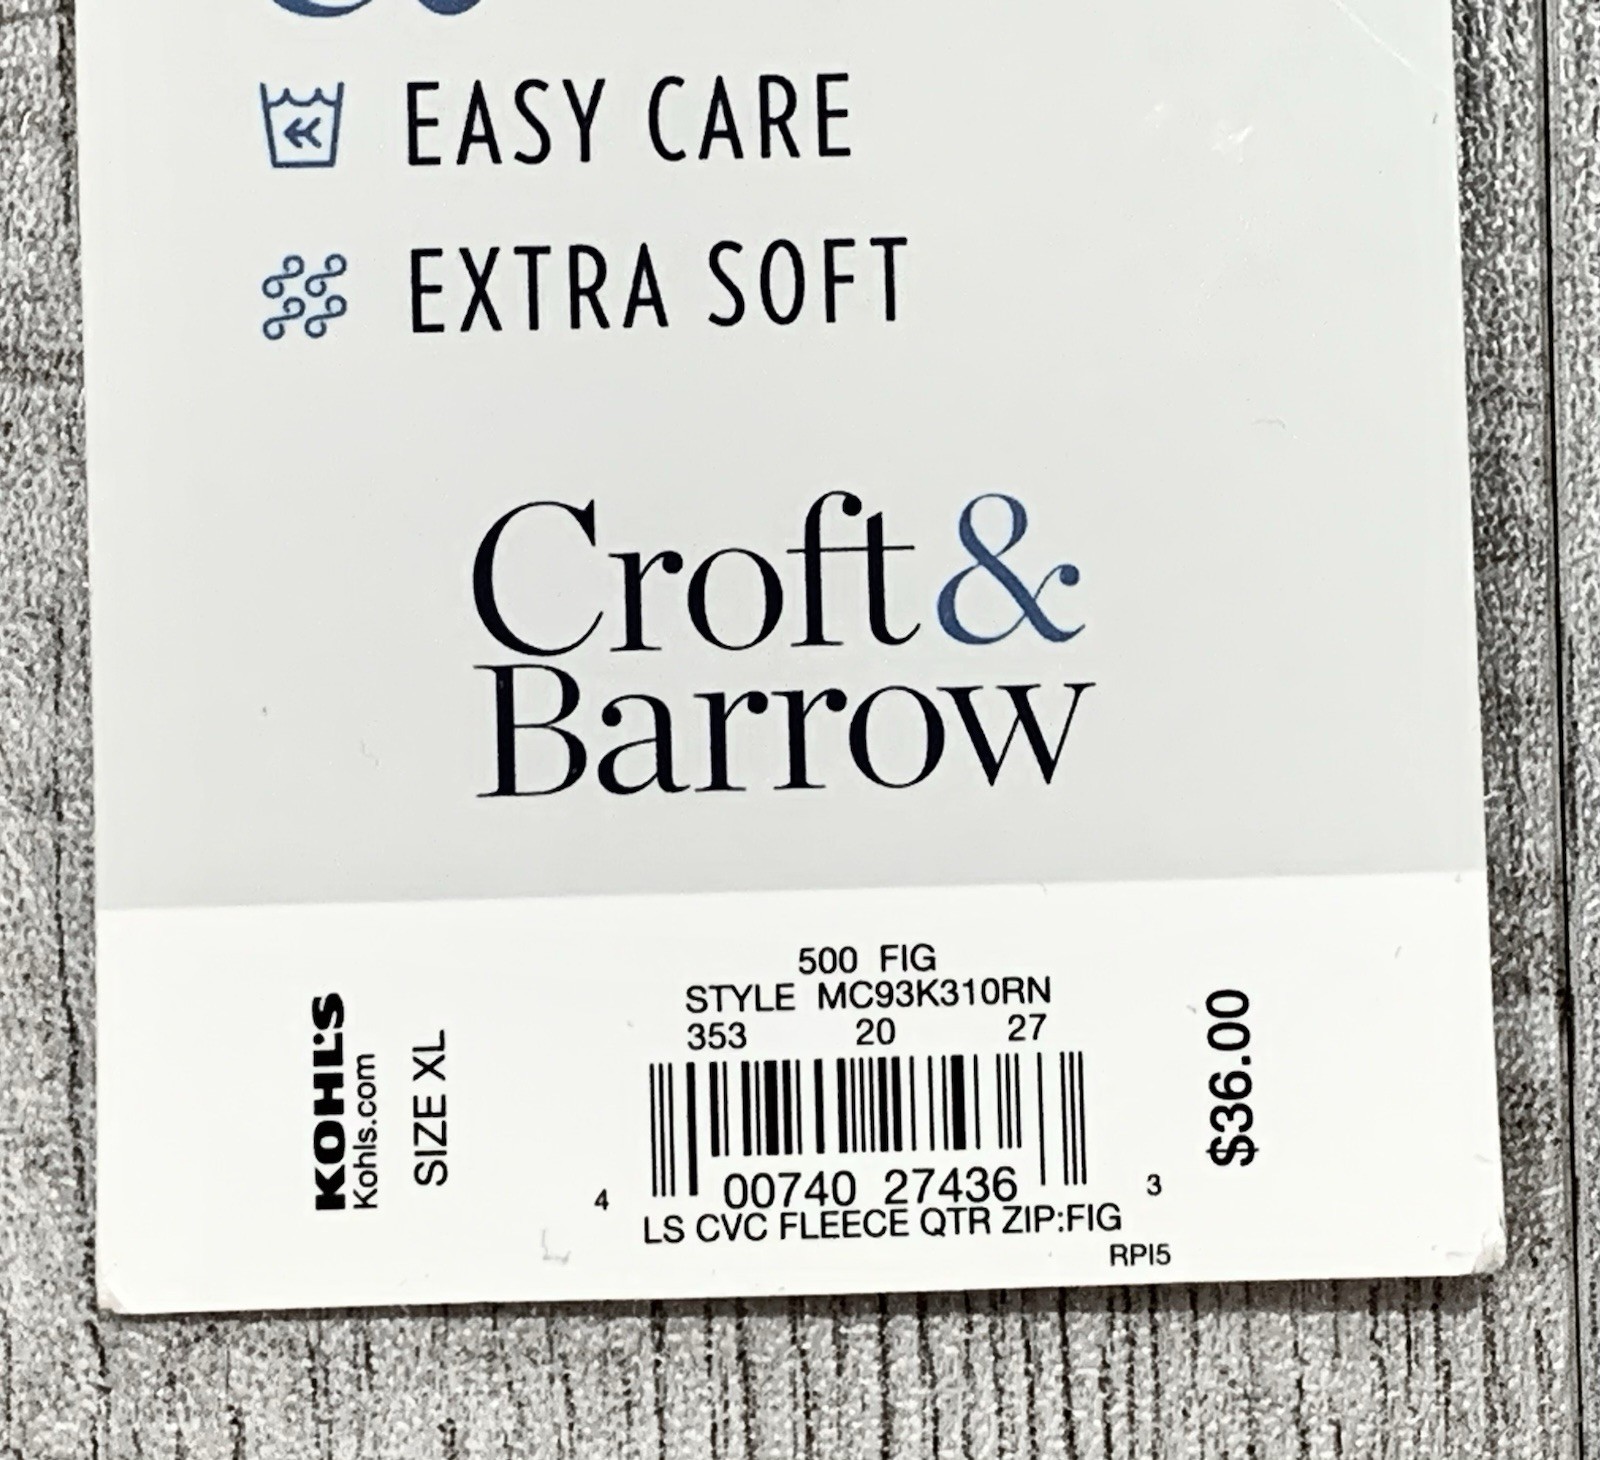 EASY CARE
EXTRA SOFT
Croft &
Barrow
KOHL'S
Kohls.com
SIZE XL
500 FIG
STYLE MC93K310RN
353 20 27
4 00740 27436 3
LS CVC FLEECE QTR ZIP:FIG
RPI5
$36.00